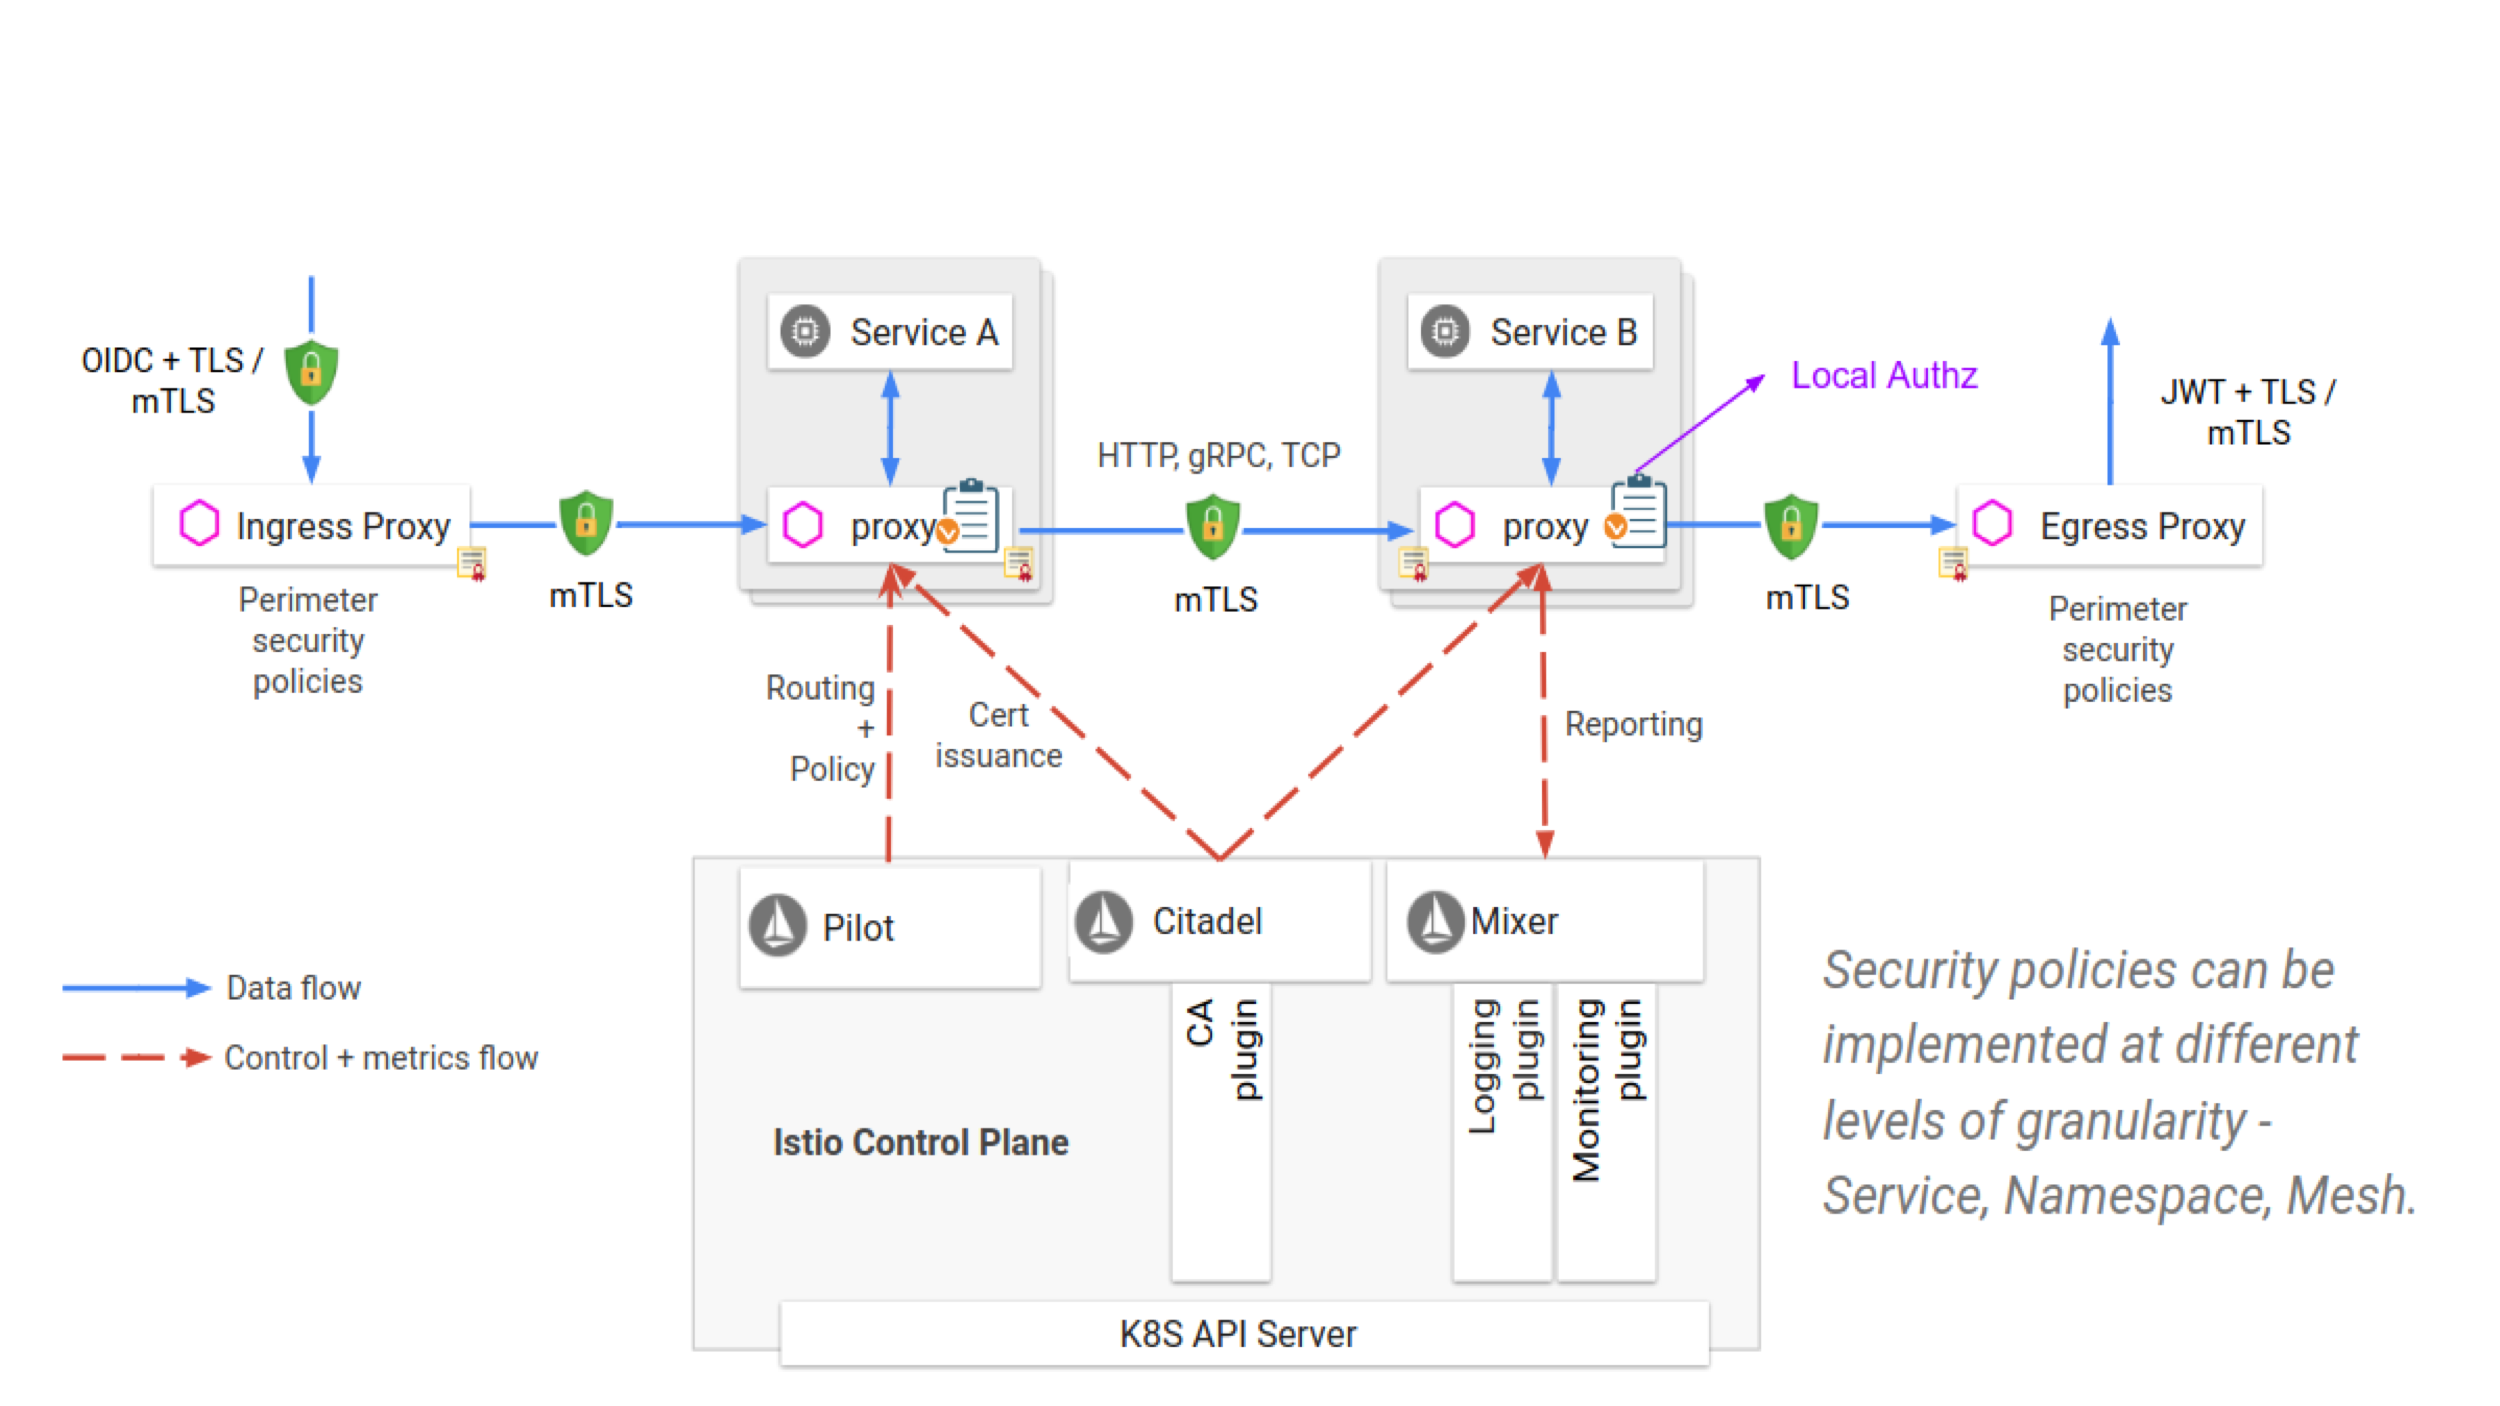 OIDC + TLS /
mTLS
Ingress Proxy
Perimeter
security
policies
mTLS
Service A
proxy
HTTP, gRPC, TCP
mTLS
Service B
proxy
Local Authz
mTLS
JWT + TLS /
mTLS
Egress Proxy
Perimeter
security
policies
Routing
+
Policy
Cert
issuance
Reporting
Pilot
Citadel
Mixer
CA
plugin
Logging
plugin
Monitoring
plugin
Istio Control Plane
K8S API Server
Data flow
Control + metrics flow
Security policies can be
implemented at different
levels of granularity -
Service, Namespace, Mesh.